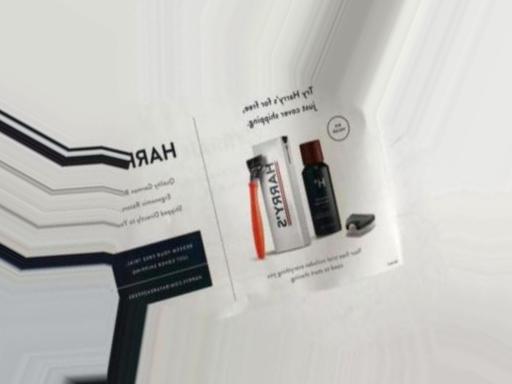 Try Harry's for free,
just cover shipping.
HARRY'S
H
Your free trial includes everything you
need to start shaving.
HARR
Quality German
Ergonomic Razors
Shipped Directly to You
REDEEM YOUR FREE TRIAL,
JUST COVER SHIPPING